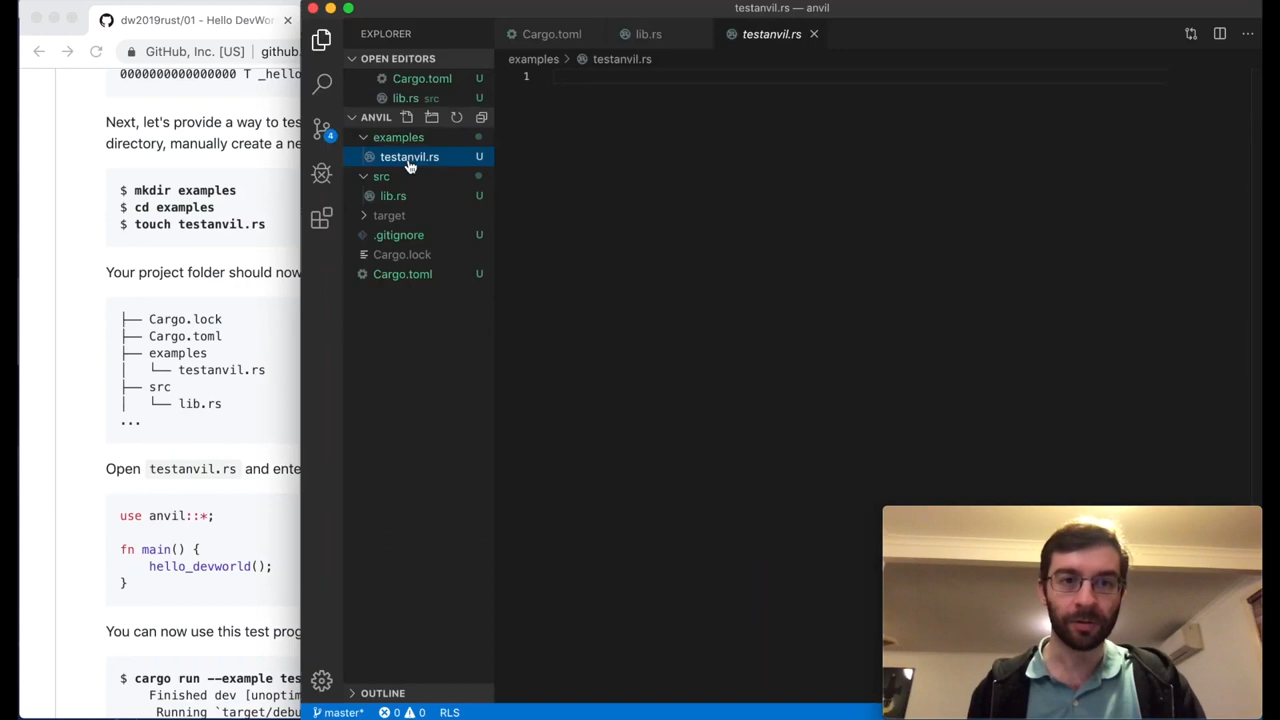 dw2019rust/01 - Hello DevWor
GitHub, Inc. [US] github.
0000000000000000 T _hello
Next, let's provide a way to tes
directory, manually create a ne
$ mkdir examples
$ cd examples
$ touch testanvil.rs
Your project folder should now
├── Cargo.lock
├── Cargo.toml
├── examples
│   └── testanvil.rs
├── src
│   └── lib.rs
...
Open testanvil.rs and ente
use anvil::*;
fn main() {
hello_devworld();
}
You can now use this test prog
$ cargo run --example tes
Finished dev [unoptim
Running `target/debu
testanvil.rs — anvil
EXPLORER
OPEN EDITORS
Cargo.toml U
lib.rs src U
ANVIL
examples
testanvil.rs U
src
lib.rs U
target
.gitignore U
Cargo.lock
Cargo.toml U
OUTLINE
4
Cargo.toml
lib.rs
testanvil.rs
examples > testanvil.rs
1
master* 0 0 RLS